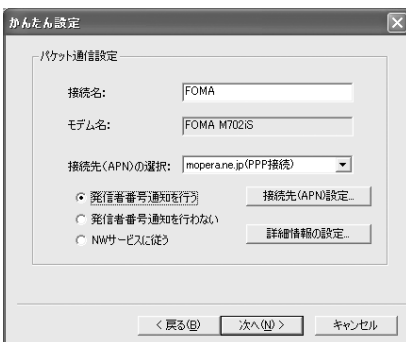 かんたん設定
パケット通信設定
接続名: FOMA
モデム名: FOMA M702iS
接続先(APN)の選択: mopera.ne.jp(PPP接続)
発信者番号通知を行う 接続先(APN)設定...
発信者番号通知を行わない
NWサービスに従う 詳細情報の設定...
< 戻る(B) 次へ(N) > キャンセル